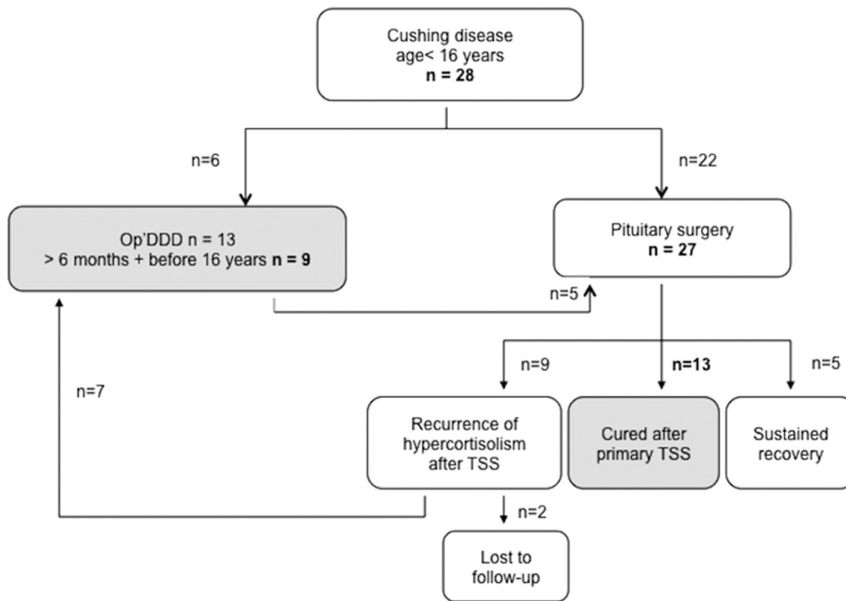 Cushing disease
age< 16 years
n = 28
n=6
n=22
Op'DDD n = 13
> 6 months + before 16 years n = 9
Pituitary surgery
n = 27
n=5
n=7
n=9
n=13
n=5
Recurrence of
hypercortisolism
after TSS
Cured after
primary TSS
Sustained
recovery
n=2
Lost to
follow-up